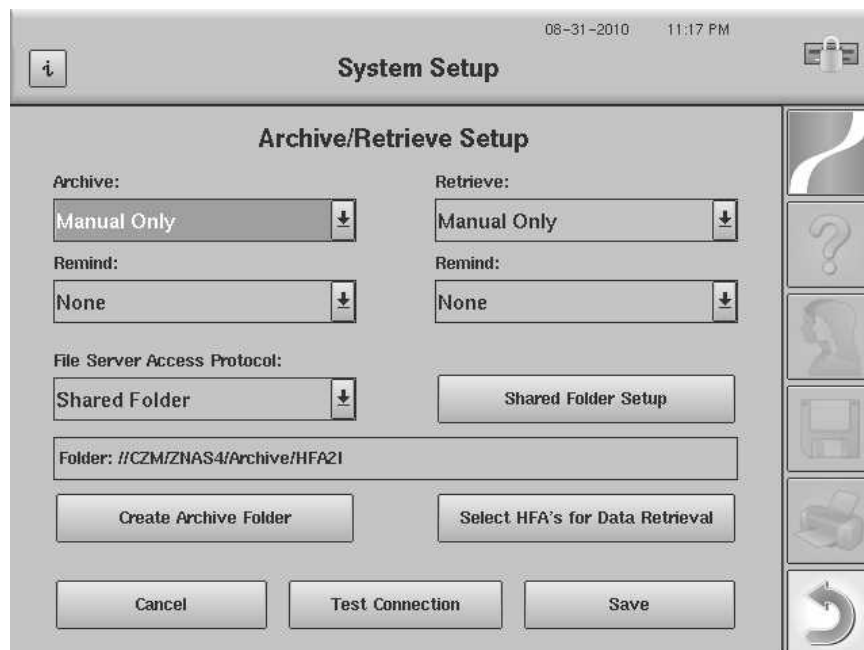 08-31-2010 11:17 PM
i
System Setup
Archive/Retrieve Setup
Archive: Retrieve:
Manual Only Manual Only
Remind: Remind:
None None
File Server Access Protocol:
Shared Folder Shared Folder Setup
Folder: //CZM/ZNAS4/Archive/HFA2I
Create Archive Folder Select HFA's for Data Retrieval
Cancel Test Connection Save
?